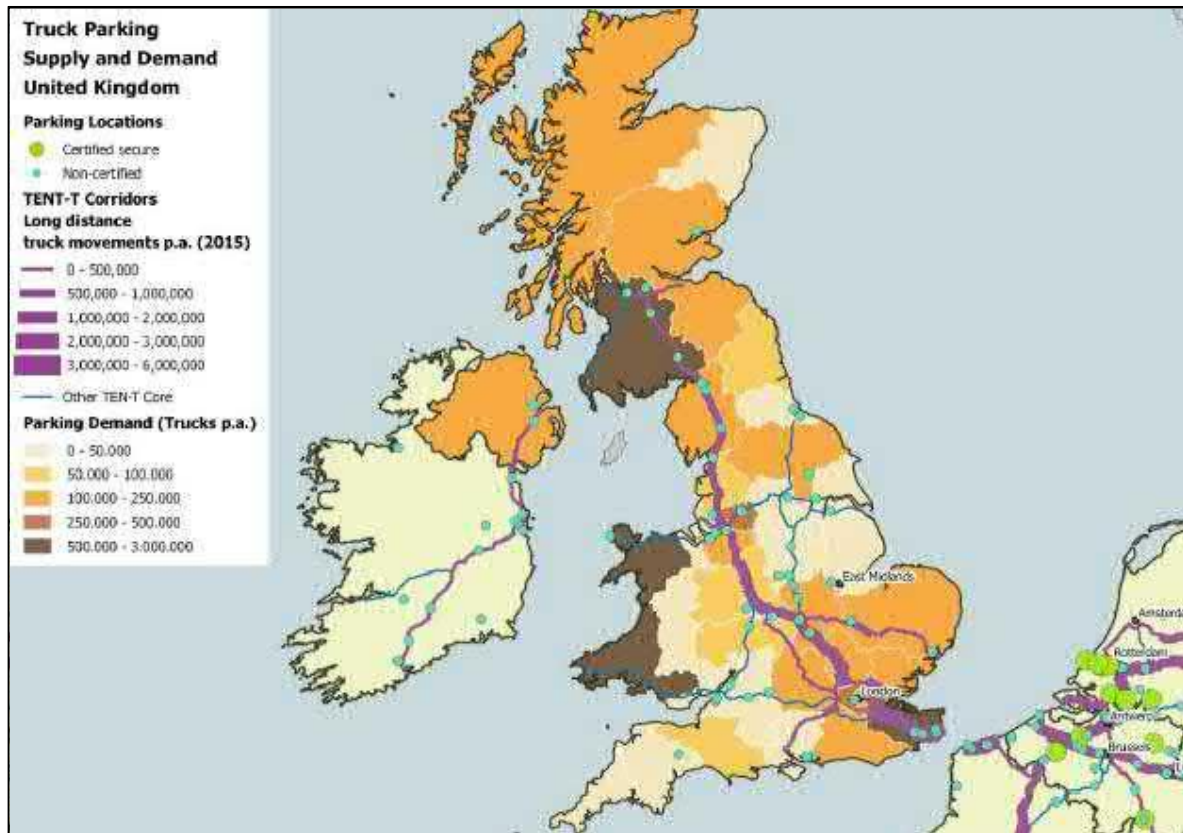 Truck Parking
Supply and Demand
United Kingdom
Parking Locations
Certified secure
Non-certified
TENT-T Corridors
Long distance
truck movements p.a. (2015)
0 - 500,000
500,000 - 1,000,000
1,000,000 - 2,000,000
2,000,000 - 3,000,000
3,000,000 - 6,000,000
Other TEN-T Core
Parking Demand (Trucks p.a.)
0 - 50.000
50.000 - 100.000
100.000 - 250.000
250.000 - 500.000
500.000 - 3.000.000
East Midlands
Amsterda
Rotterdam
London
Antwerp
Brussels